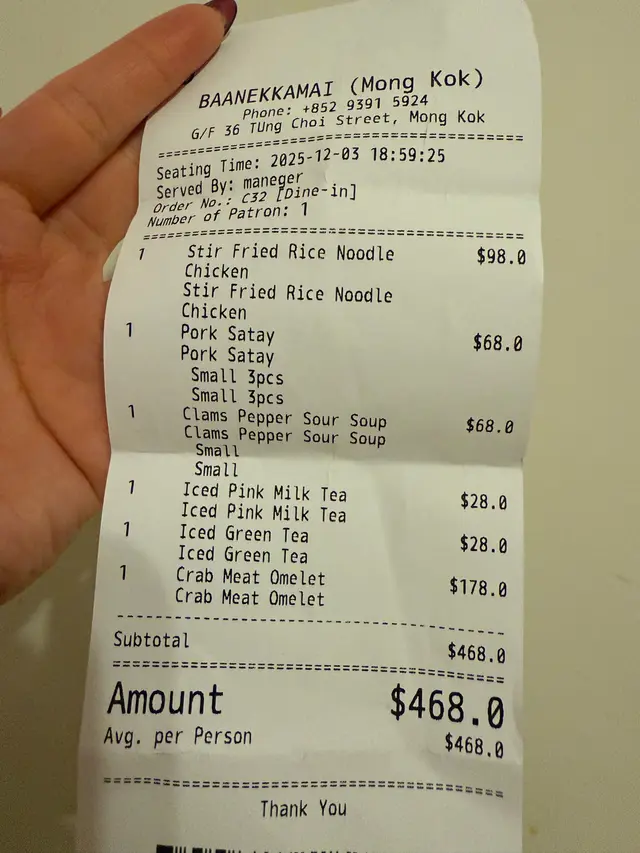 BAANEKKAMAI (Mong Kok)
Phone: +852 9391 5924
G/F 36 TUng Choi Street, Mong Kok
Seating Time: 2025-12-03 18:59:25
Served By: maneger
Order No.: C32 [Dine-in]
Number of Patron: 1
1 Stir Fried Rice Noodle $98.0
Chicken
Stir Fried Rice Noodle
Chicken
1 Pork Satay $68.0
Pork Satay
Small 3pcs
Small 3pcs
1 Clams Pepper Sour Soup $68.0
Clams Pepper Sour Soup
Small
Small
1 Iced Pink Milk Tea $28.0
Iced Pink Milk Tea
1 Iced Green Tea $28.0
Iced Green Tea
1 Crab Meat Omelet $178.0
Crab Meat Omelet
Subtotal $468.0
Amount $468.0
Avg. per Person $468.0
Thank You